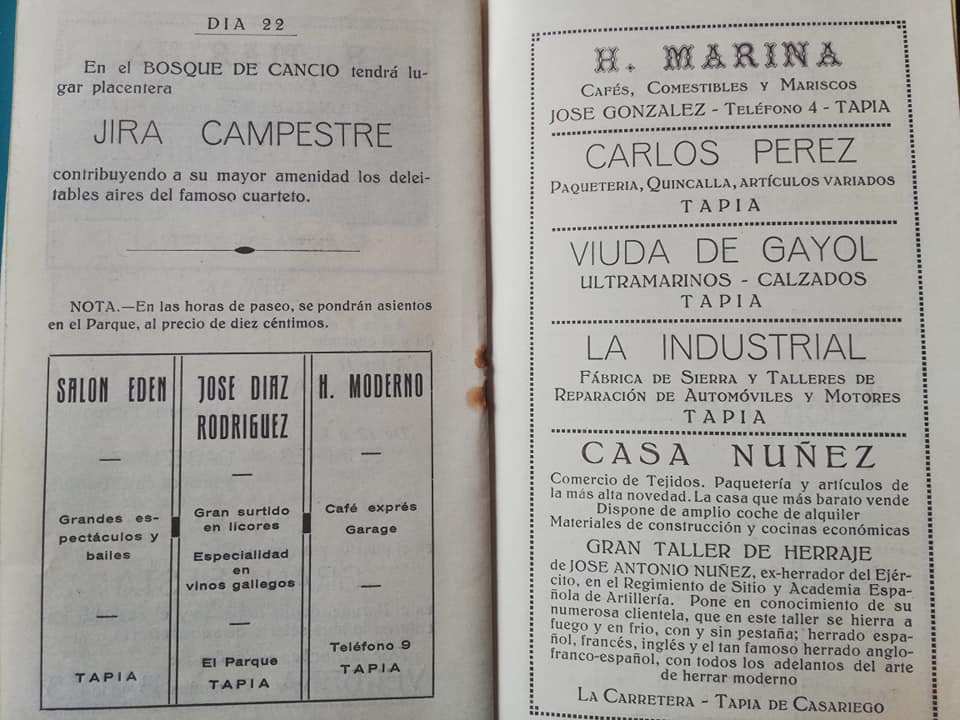 DIA 22
En el BOSQUE DE CANCIO tendrá lu-
gar placentera
JIRA CAMPESTRE
contribuyendo a su mayor amenidad los delei-
tables aires del famoso cuarteto.
NOTA.—En las horas de paseo, se pondrán asientos
en el Parque, al precio de diez céntimos.
SALON EDEN
Grandes es-
pectáculos y
bailes
TAPIA
JOSE DIAZ
RODRIGUEZ
Gran surtido
en licores
Especialidad
en
vinos gallegos
El Parque
TAPIA
H. MODERNO
Café exprés
Garage
Teléfono 9
TAPIA
H. MARINA
CAFÉS, COMESTIBLES Y MARISCOS
JOSE GONZALEZ - TELÉFONO 4 - TAPIA
CARLOS PEREZ
PAQUETERIA, QUINCALLA, ARTÍCULOS VARIADOS
TAPIA
VIUDA DE GAYOL
ULTRAMARINOS - CALZADOS
TAPIA
LA INDUSTRIAL
FÁBRICA DE SIERRA Y TALLERES DE
REPARACIÓN DE AUTOMÓVILES Y MOTORES
TAPIA
CASA NUÑEZ
Comercio de Tejidos. Paquetería y artículos de
la más alta novedad. La casa que más barato vende
Dispone de amplio coche de alquiler
Materiales de construcción y cocinas económicas
GRAN TALLER DE HERRAJE
de JOSE ANTONIO NUÑEZ, ex-herrador del Ejér-
cito, en el Regimiento de Sitio y Academia Espa-
ñola de Artillería. Pone en conocimiento de su
numerosa clientela, que en este taller se hierra a
fuego y en frio, con y sin pestaña; herrado espa-
ñol, francés, inglés y el tan famoso herrado anglo-
franco-español, con todos los adelantos del arte
de herrar moderno
LA CARRETERA - TAPIA DE CASARIEGO